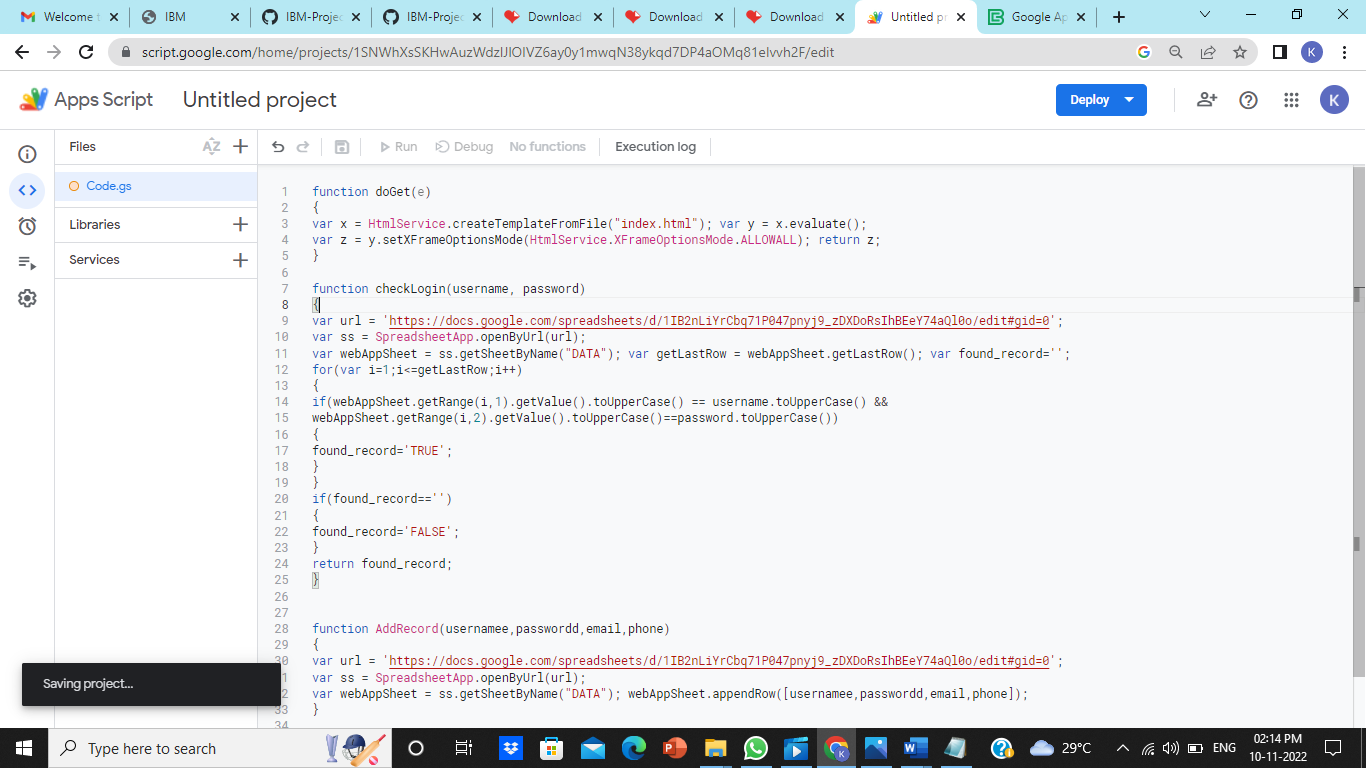 Welcome t
IBM
IBM-Projec
IBM-Projec
Download
Download
Download
Untitled pr
Google Ap
script.google.com/home/projects/1SNWhXsSKHwAuzWdzIJlOlVZ6ay0y1mwqN38ykqd7DP4aOMq81eIvvh2F/edit
K
Apps Script
Untitled project
Deploy
K
Files
AZ
Run
Debug
No functions
Execution log
Code.gs
Libraries
Services
1 function doGet(e)
2 {
3 var x = HtmlService.createTemplateFromFile("index.html"); var y = x.evaluate();
4 var z = y.setXFrameOptionsMode(HtmlService.XFrameOptionsMode.ALLOWALL); return z;
5 }
6
7 function checkLogin(username, password)
8 {
9 var url = 'https://docs.google.com/spreadsheets/d/1IB2nLiYrCbq71P047pnyj9_zDXDoRsIhBEeY74aQl0o/edit#gid=0';
10 var ss = SpreadsheetApp.openByUrl(url);
11 var webAppSheet = ss.getSheetByName("DATA"); var getLastRow = webAppSheet.getLastRow(); var found_record='';
12 for(var i=1;i<=getLastRow;i++)
13 {
14 if(webAppSheet.getRange(i,1).getValue().toUpperCase() == username.toUpperCase() &&
15 webAppSheet.getRange(i,2).getValue().toUpperCase()==password.toUpperCase())
16 {
17 found_record='TRUE';
18 }
19 }
20 if(found_record=='')
21 {
22 found_record='FALSE';
23 }
24 return found_record;
25 }
26
27
28 function AddRecord(usernamee,passwordd,email,phone)
29 {
30 var url = 'https://docs.google.com/spreadsheets/d/1IB2nLiYrCbq71P047pnyj9_zDXDoRsIhBEeY74aQl0o/edit#gid=0';
31 var ss = SpreadsheetApp.openByUrl(url);
32 var webAppSheet = ss.getSheetByName("DATA"); webAppSheet.appendRow([usernamee,passwordd,email,phone]);
33 }
34
Saving project...
Type here to search
29°C
ENG
02:14 PM
10-11-2022